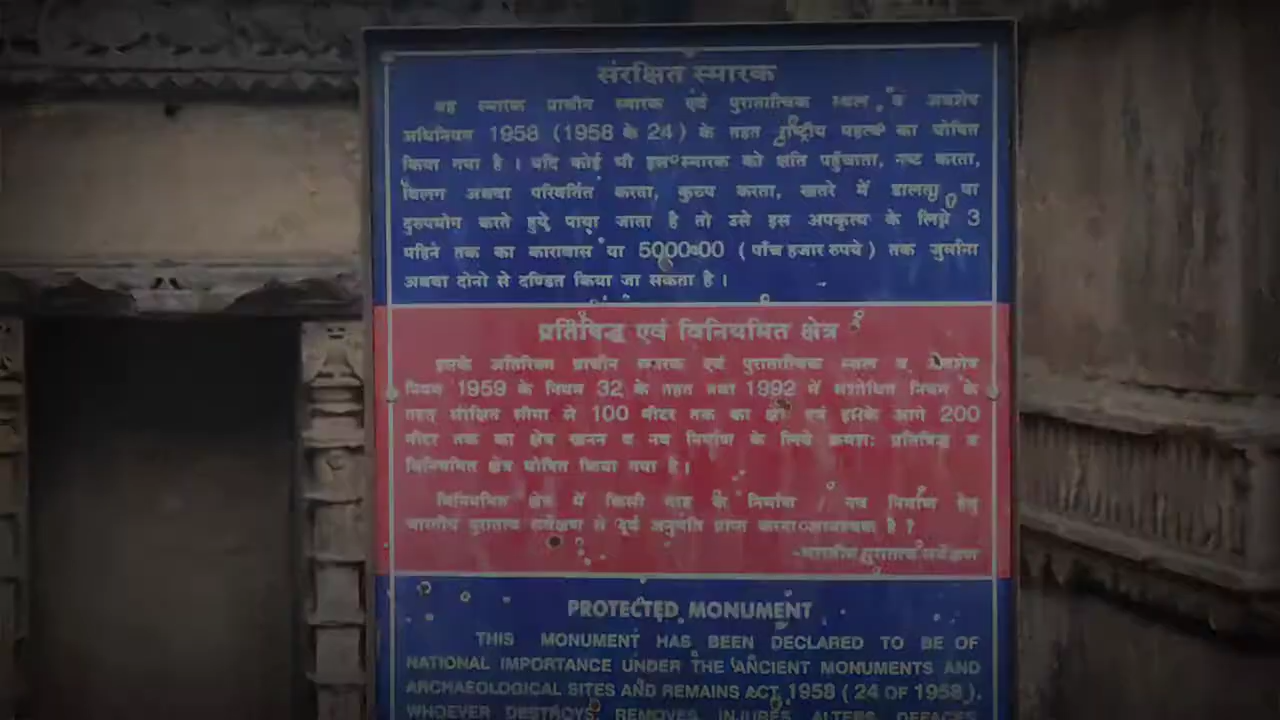 संरक्षित स्मारक
यह स्मारक प्राचीन स्मारक एवं पुरातात्विक स्थल व अवशेष
अधिनियम 1958 (1958 के 24) के तहत राष्ट्रीय महत्व का घोषित
किया गया है । यदि कोई भी इस स्मारक को क्षति पहुँचाता, नष्ट करता,
विलग अथवा परिवर्तित करता, कुरुप करता, खतरे में डालता या
दुरुपयोग करते हुये पाया जाता है तो उसे इस अपकृत्य के लिये 3
महिने तक का कारावास या 5000.00 ( पाँच हजार रुपये ) तक जुर्माना
अथवा दोनो से दण्डित किया जा सकता है ।
प्रतिषिद्ध एवं विनियमित क्षेत्र
इसके अतिरिक्त प्राचीन स्मारक एवं पुरातात्विक स्थल व अवशेष
नियम 1959 के नियम 32 के तहत तथा 1992 में संशोधित नियम के
तहत संरक्षित सीमा से 100 मीटर तक का क्षेत्र एवं इसके आगे 200
मीटर तक का क्षेत्र खनन व नव निर्माण के लिये क्रमशः प्रतिषिद्ध व
विनियमित क्षेत्र घोषित किया गया है ।
विनियमित क्षेत्र में किसी तरह के निर्माण / नव निर्माण हेतु
भारतीय पुरातत्व सर्वेक्षण से पूर्व अनुमति प्राप्त करना आवश्यक है ?
-भारतीय पुरातत्व सर्वेक्षण
PROTECTED MONUMENT
THIS MONUMENT HAS BEEN DECLARED TO BE OF
NATIONAL IMPORTANCE UNDER THE ANCIENT MONUMENTS AND
ARCHAEOLOGICAL SITES AND REMAINS ACT, 1958 ( 24 OF 1958 ).
WHOEVER DESTROYS, REMOVES, INJURES, ALTERS, DEFACES